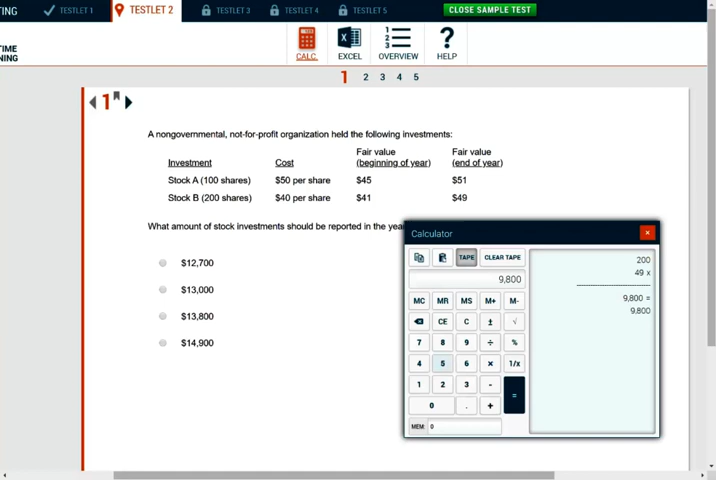 TING
TESTLET 1
TESTLET 2
TESTLET 3
TESTLET 4
TESTLET 5
CLOSE SAMPLE TEST
TIME
NING
CALC.
EXCEL
1
2
3
OVERVIEW
?
HELP
1 2 3 4 5
1
A nongovernmental, not-for-profit organization held the following investments:
Investment Cost Fair value (beginning of year) Fair value (end of year)
Stock A (100 shares) $50 per share $45 $51
Stock B (200 shares) $40 per share $41 $49
What amount of stock investments should be reported in the yea
$12,700
$13,000
$13,800
$14,900
Calculator
x
TAPE CLEAR TAPE
9,800
MC MR MS M+ M-
CE C ± √
7 8 9 ÷ %
4 5 6 × 1/x
1 2 3 - =
0 . +
MEM: 0
200
49 x
9,800 =
9,800